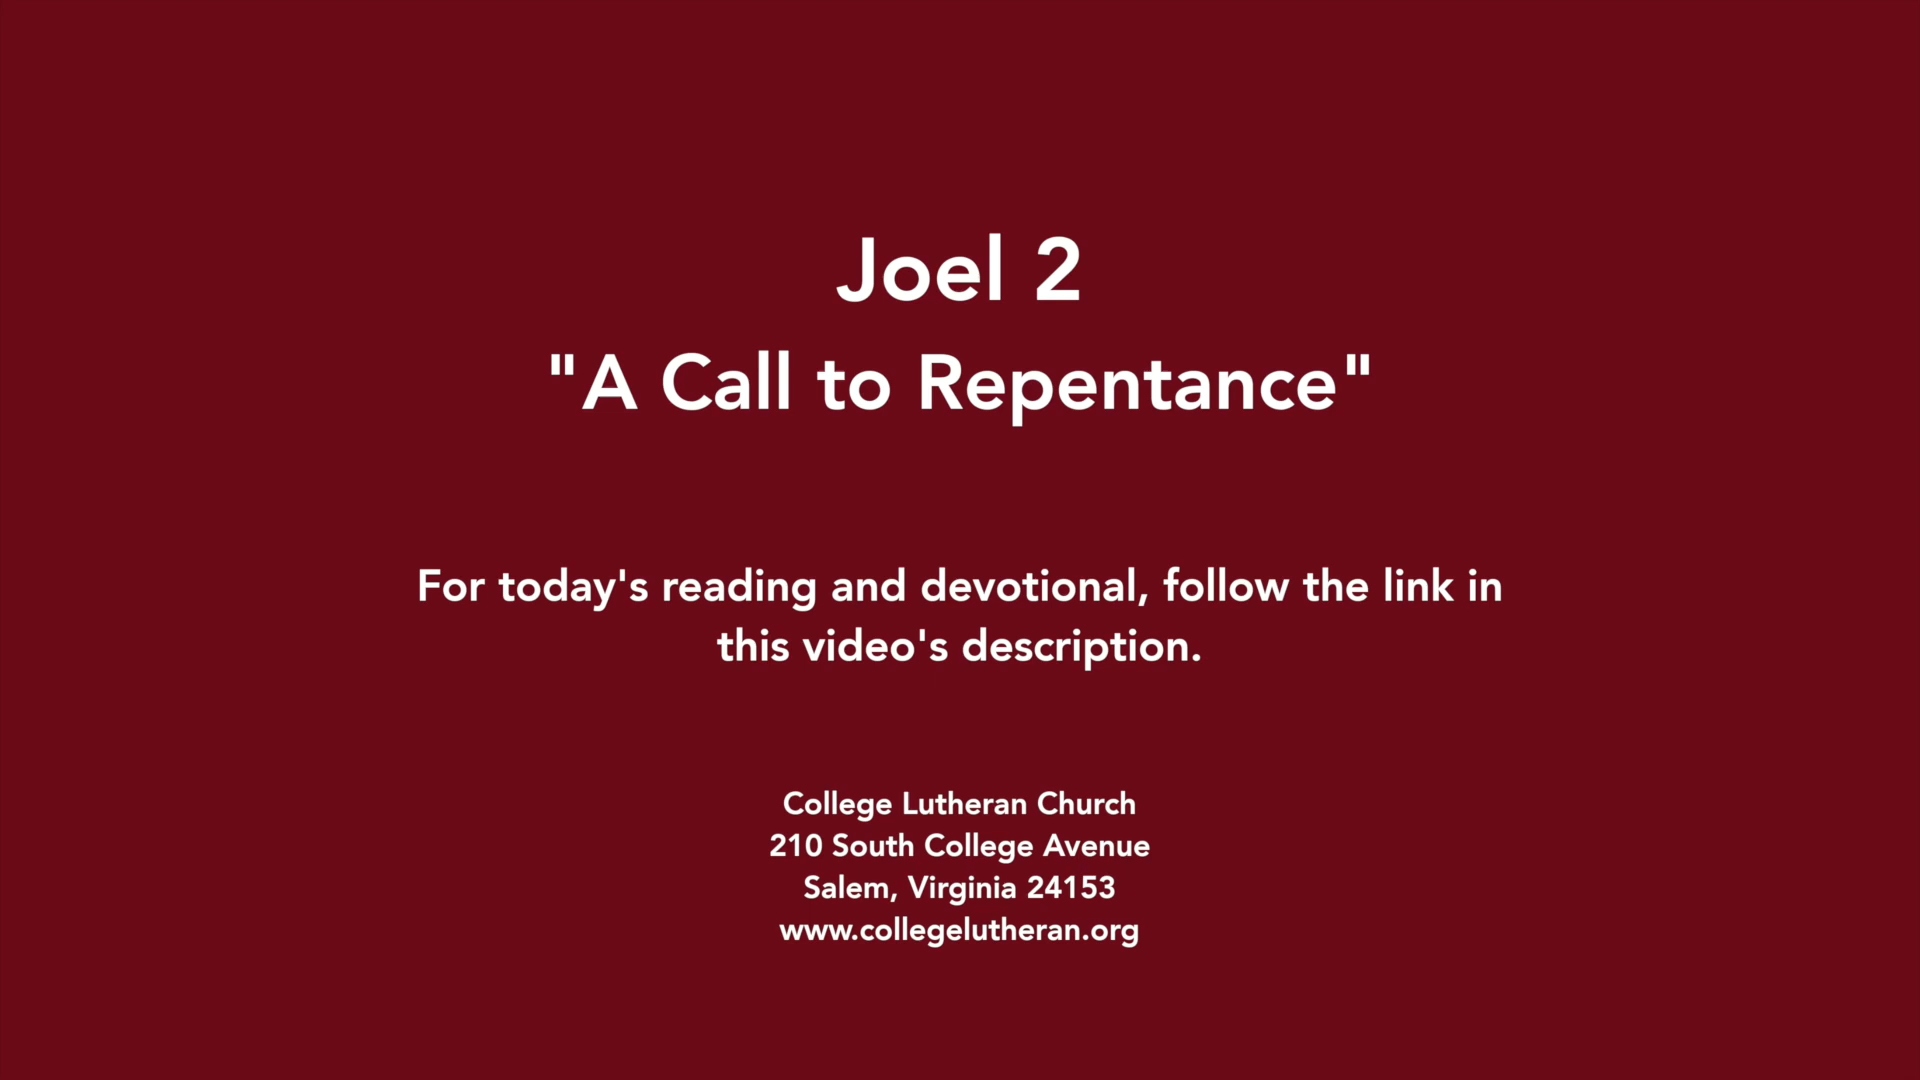 Joel 2
"A Call to Repentance"
For today's reading and devotional, follow the link in
this video's description.
College Lutheran Church
210 South College Avenue
Salem, Virginia 24153
www.collegelutheran.org